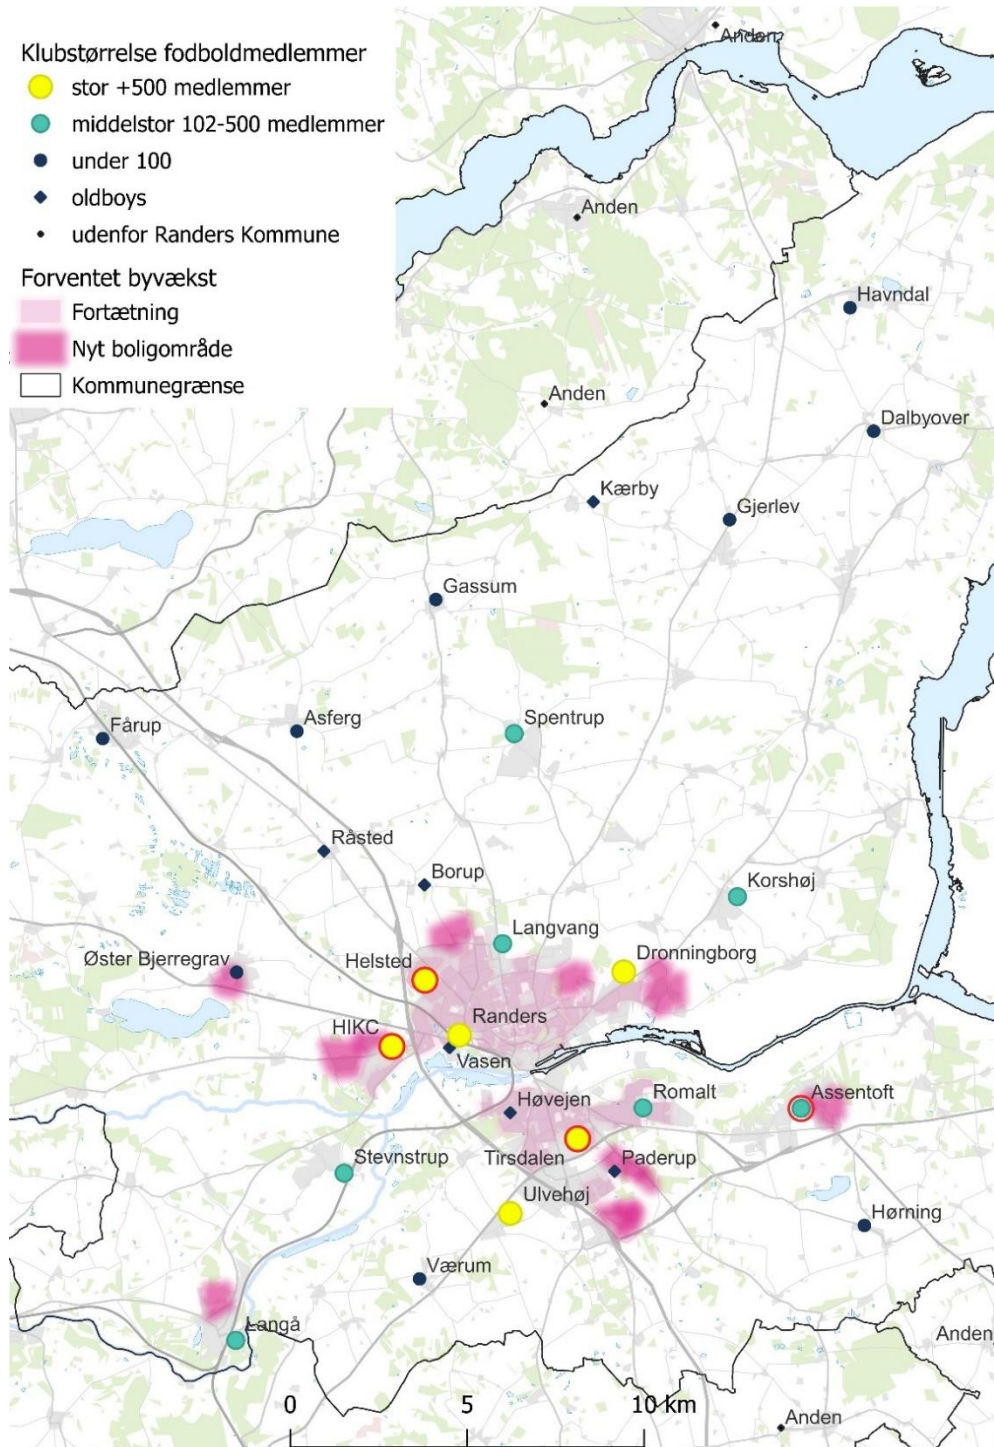 Klubstørrelse fodboldmedlemmer
stor +500 medlemmer
middelstor 102-500 medlemmer
under 100
oldboys
udenfor Randers Kommune
Forventet byvækst
Fortætning
Nyt boligområde
Kommunegrænse
Anden
Anden
Havndal
Anden
Dalbyover
Kærby
Gjerlev
Gassum
Fårup
Asferg
Spentrup
Råsted
Borup
Korshøj
Langvang
Øster Bjerregrav
Helsted
Dronningborg
HIKC
Randers
Vasen
Høvejen
Romalt
Assentoft
Stevnstrup
Tirsdalen
Paderup
Ulvehøj
Hørning
Værum
Langå
Anden
0 5 10 km
Anden